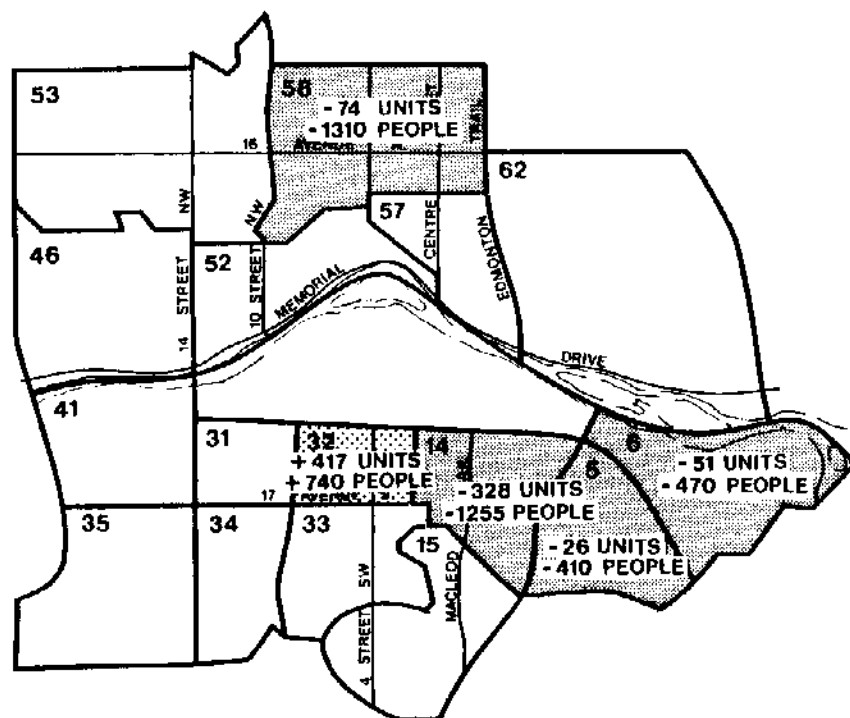 53
58
- 74 UNITS
-1310 PEOPLE
16
AVENUE N
TRAIL
62
57
NW
NW
46
52
CENTRE
EDMONTON
10 STREET
MEMORIAL
14 STREET
DRIVE
41
31
32
14
6
+ 417 UNITS
+ 740 PEOPLE
5
- 51 UNITS
- 470 PEOPLE
- 328 UNITS
-1255 PEOPLE
17
35
34
33
15
- 26 UNITS
- 410 PEOPLE
4 STREET SW
MACLEOD